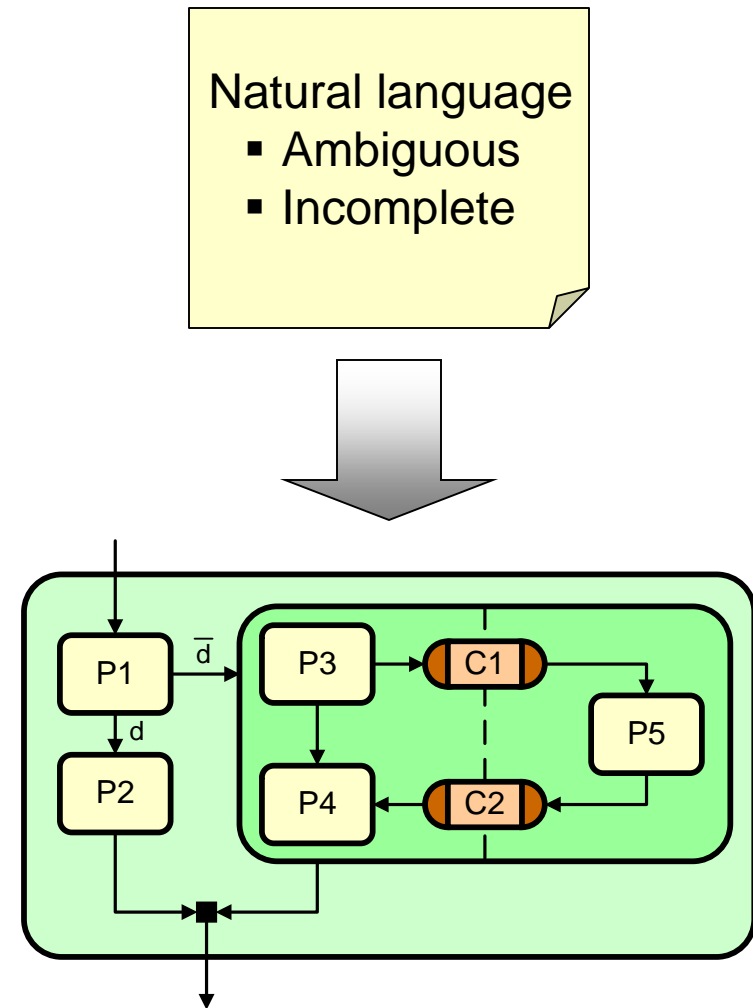 Natural language
▪ Ambiguous
▪ Incomplete
P1
d̅
P3
C1
d
P5
P2
P4
C2